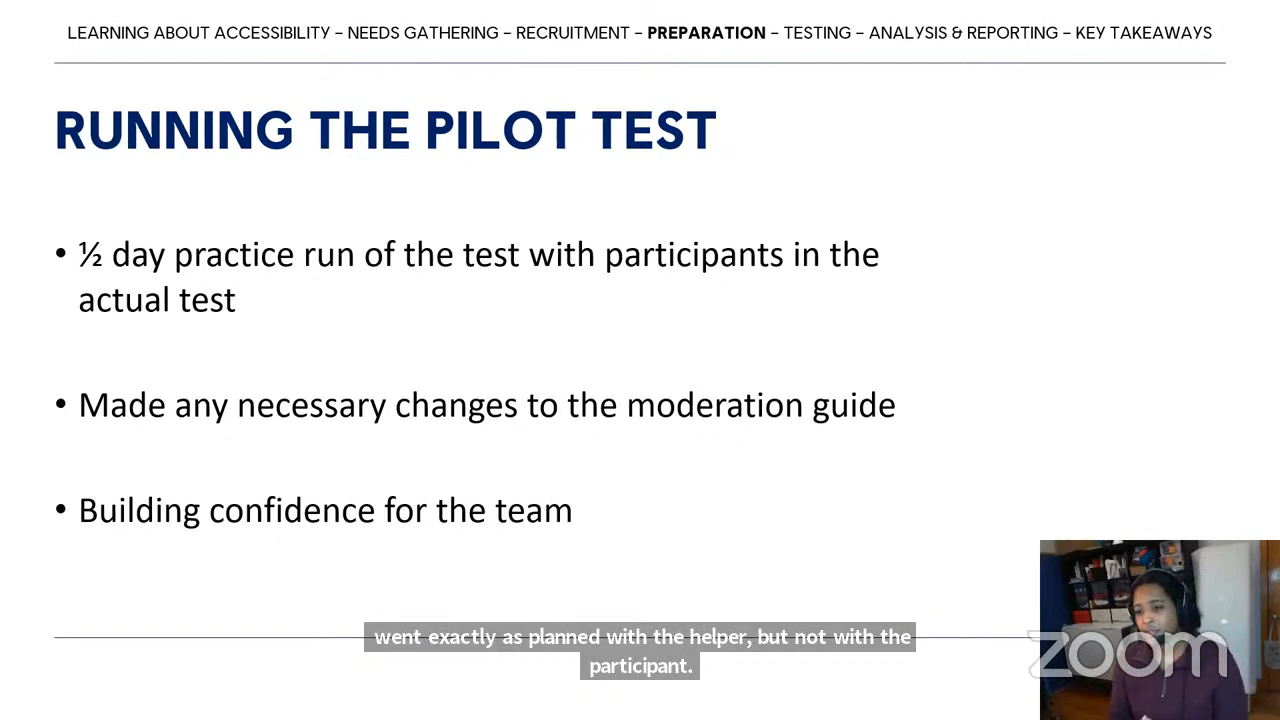 LEARNING ABOUT ACCESSIBILITY – NEEDS GATHERING – RECRUITMENT – PREPARATION – TESTING – ANALYSIS & REPORTING – KEY TAKEAWAYS
RUNNING THE PILOT TEST
• ½ day practice run of the test with participants in the
actual test
• Made any necessary changes to the moderation guide
• Building confidence for the team
went exactly as planned with the helper, but not with the
participant.
zoom